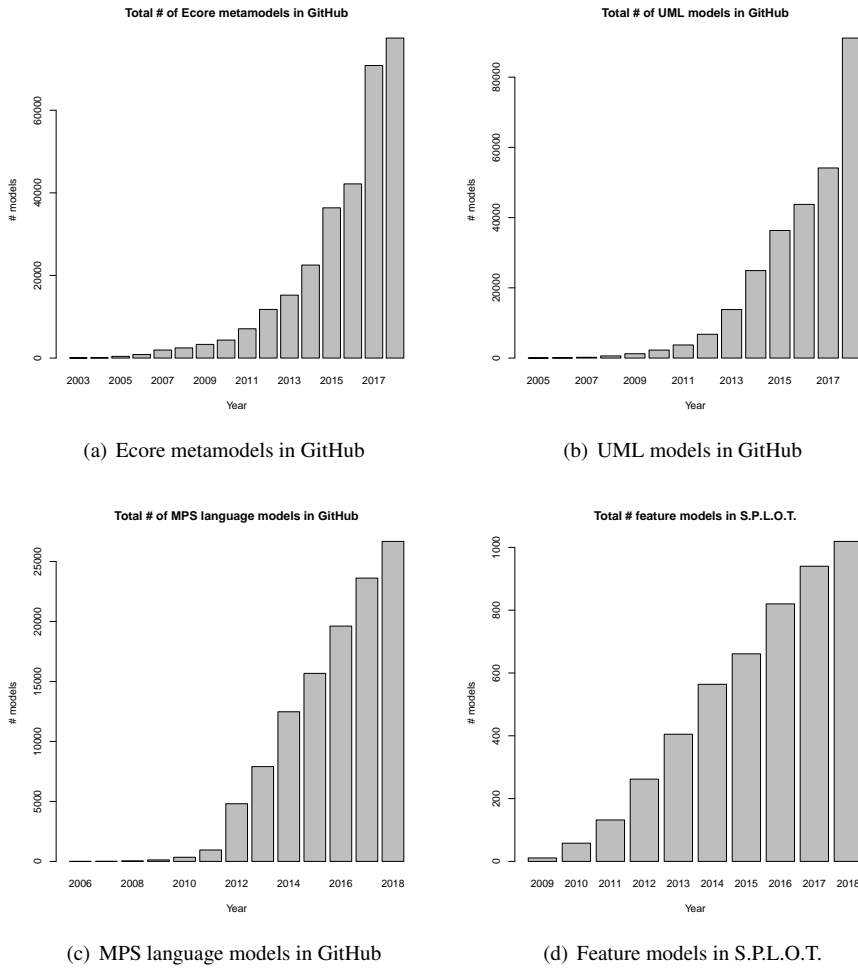 Total # of Ecore metamodels in GitHub
# models
0
20000
40000
60000
2003 2005 2007 2009 2011 2013 2015 2017
Year
(a) Ecore metamodels in GitHub
Total # of UML models in GitHub
# models
0
20000
40000
60000
80000
2005 2007 2009 2011 2013 2015 2017
Year
(b) UML models in GitHub
Total # of MPS language models in GitHub
# models
0
5000
10000
15000
20000
25000
2006 2008 2010 2012 2014 2016 2018
Year
(c) MPS language models in GitHub
Total # feature models in S.P.L.O.T.
# models
0
200
400
600
800
1000
2009 2010 2011 2012 2013 2014 2015 2016 2017 2018
Year
(d) Feature models in S.P.L.O.T.